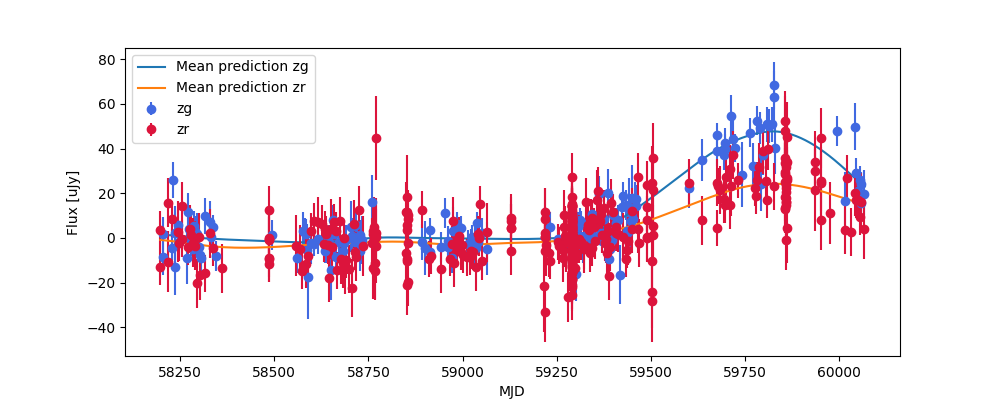 Mean prediction zg
Mean prediction zr
zg
zr
80
60
40
20
0
−20
−40
Flux [uJy]
58250
58500
58750
59000
59250
59500
59750
60000
MJD